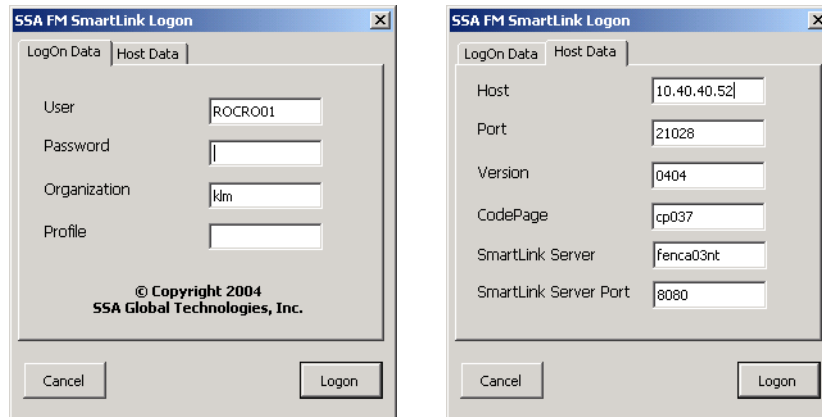 SSA FM SmartLink Logon
LogOn Data Host Data
User ROCRO01
Password
Organization klm
Profile
© Copyright 2004
SSA Global Technologies, Inc.
Cancel Logon
SSA FM SmartLink Logon
LogOn Data Host Data
Host 10.40.40.52
Port 21028
Version 0404
CodePage cp037
SmartLink Server fenca03nt
SmartLink Server Port 8080
Cancel Logon